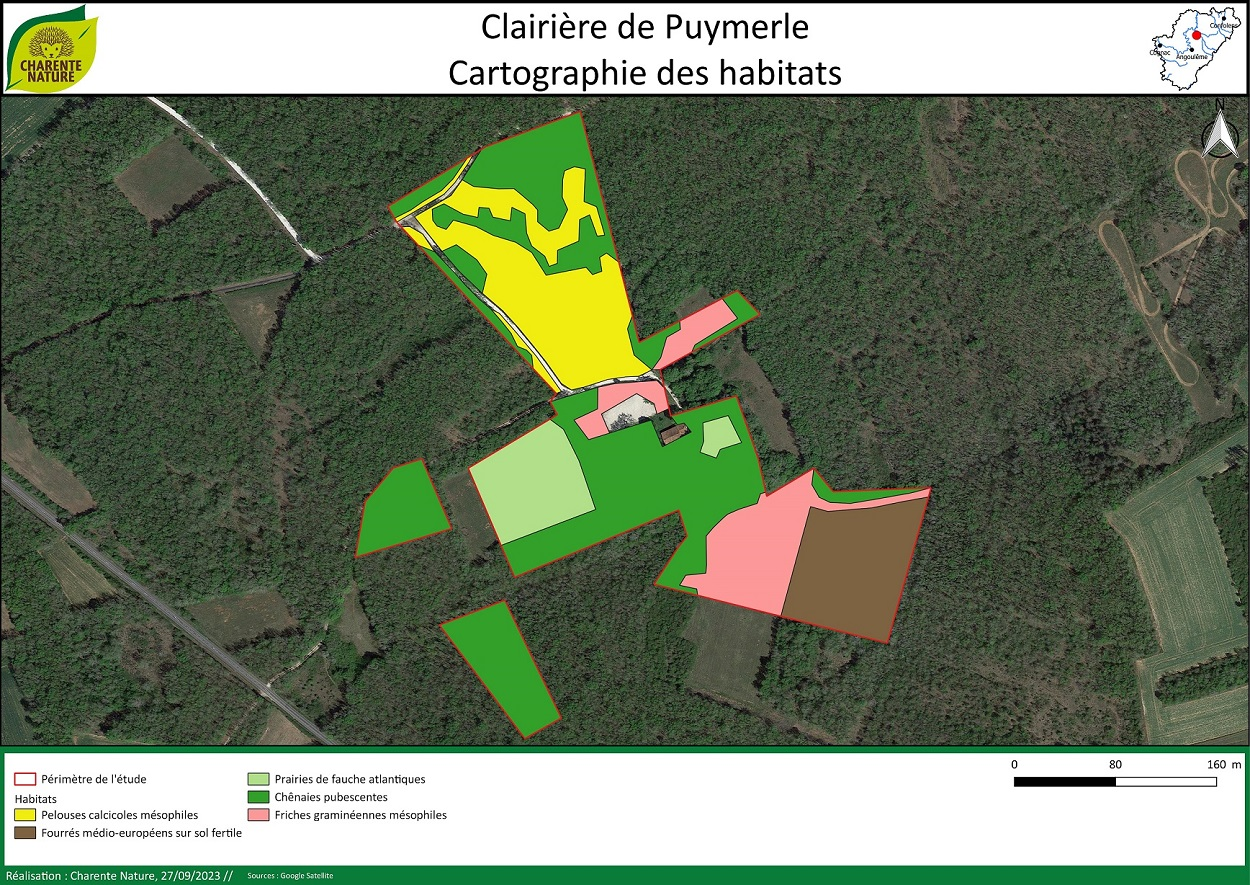 Clairière de Puymerle
Cartographie des habitats
CHARENTE
NATURE
Confolens
Cognac
Angoulême
N
Périmètre de l'étude
Habitats
Pelouses calcicoles mésophiles
Fourrés médio-européens sur sol fertile
Prairies de fauche atlantiques
Chênaies pubescentes
Friches graminéennes mésophiles
0 80 160 m
Réalisation : Charente Nature, 27/09/2023 // Sources : Google Satellite